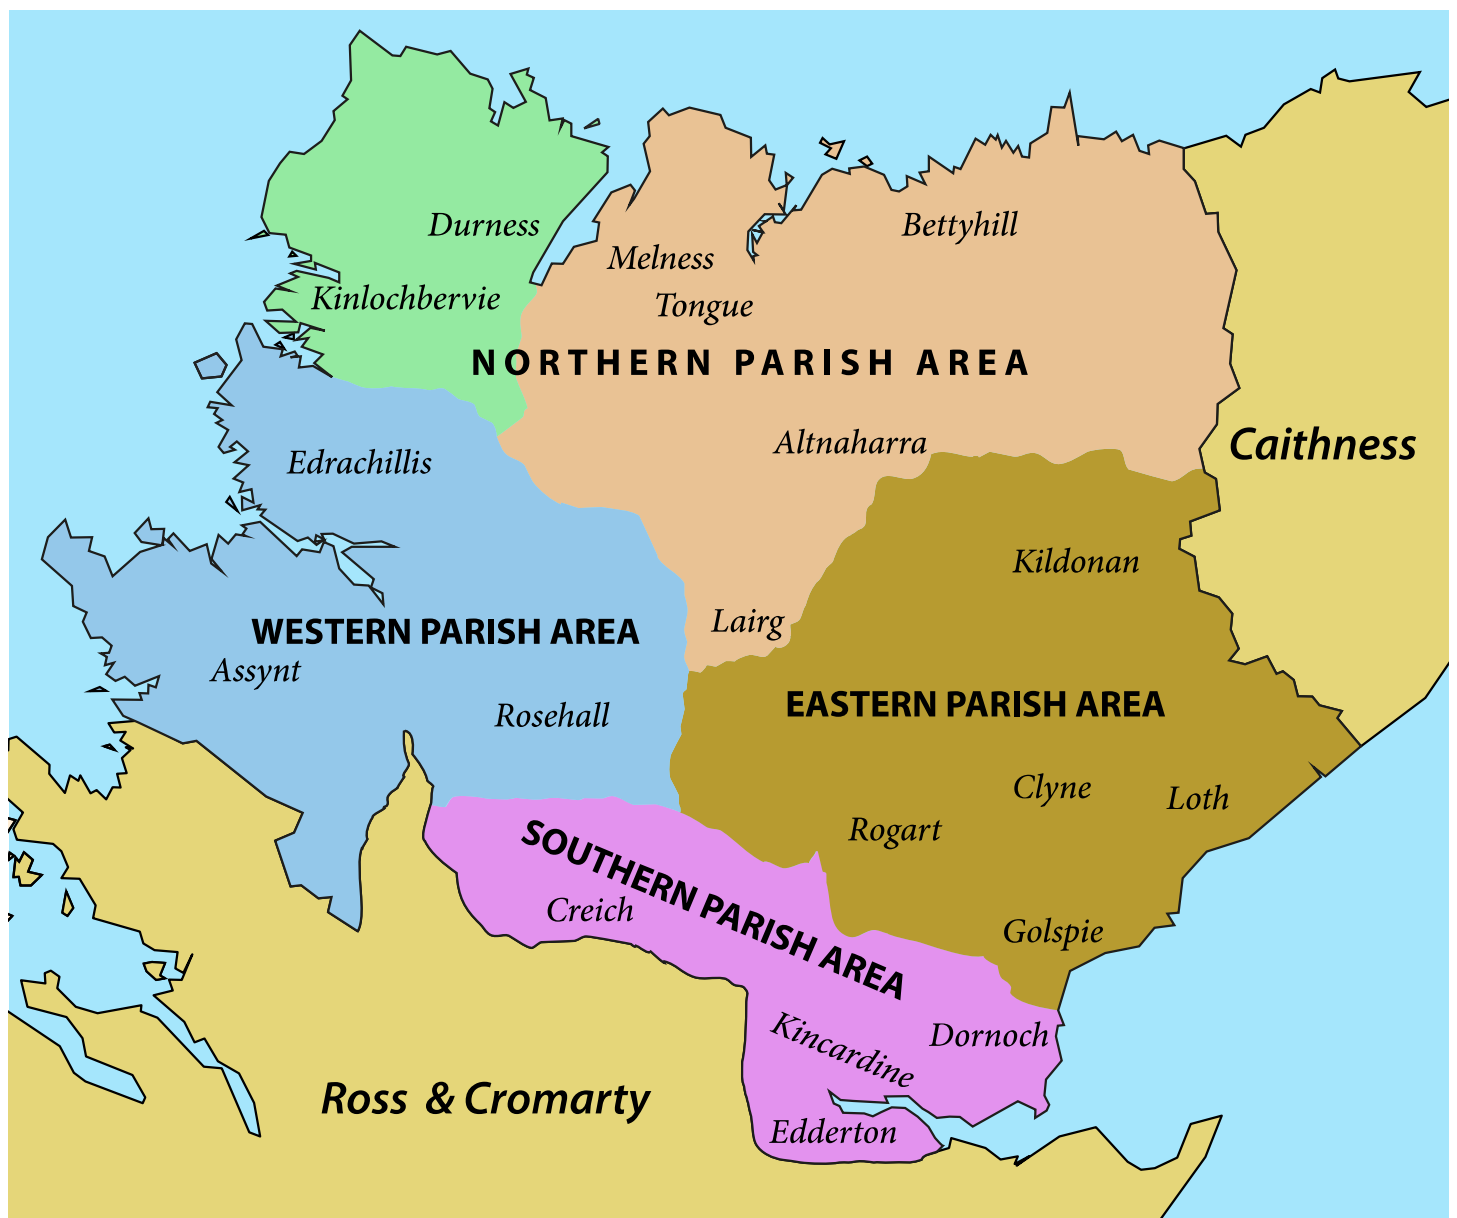 Durness
Bettyhill
Melness
Kinlochbervie
Tongue
NORTHERN PARISH AREA
Altnaharra
Caithness
Edrachillis
Kildonan
Lairg
WESTERN PARISH AREA
Assynt
EASTERN PARISH AREA
Rosehall
Clyne
Loth
Rogart
SOUTHERN PARISH AREA
Creich
Golspie
Dornoch
Kincardine
Ross & Cromarty
Edderton